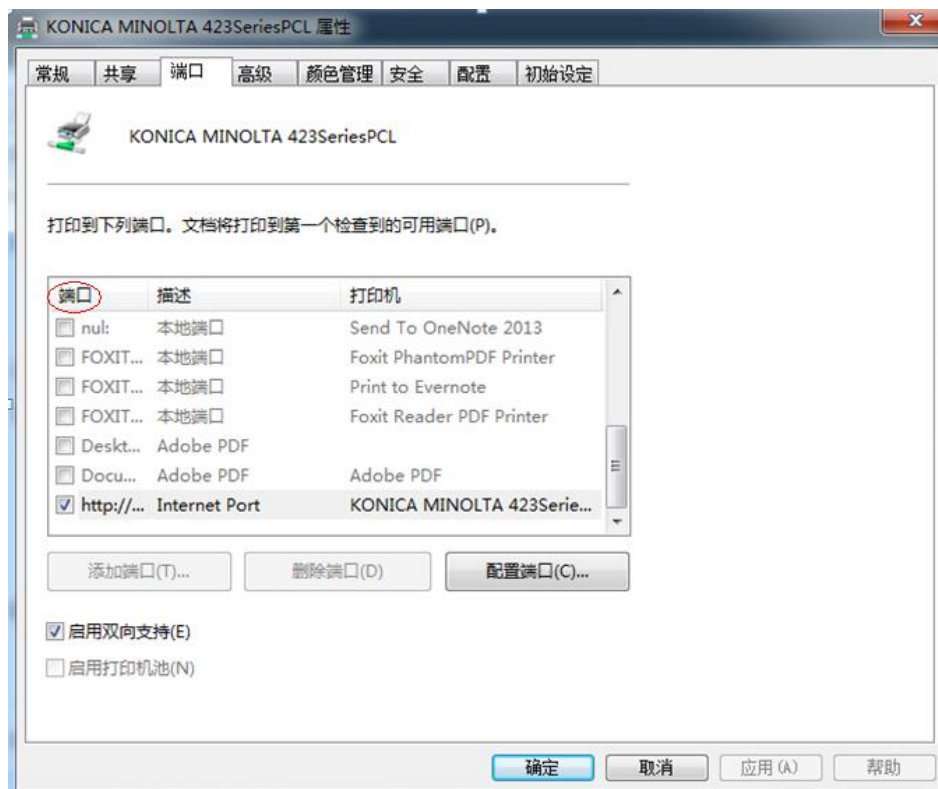 KONICA MINOLTA 423SeriesPCL 属性
常规 共享 端口 高级 颜色管理 安全 配置 初始设定
KONICA MINOLTA 423SeriesPCL
打印到下列端口。文档将打印到第一个检查到的可用端口(P)。
端口 描述 打印机
nul: 本地端口 Send To OneNote 2013
FOXIT... 本地端口 Foxit PhantomPDF Printer
FOXIT... 本地端口 Print to Evernote
FOXIT... 本地端口 Foxit Reader PDF Printer
Deskt... Adobe PDF
Docu... Adobe PDF Adobe PDF
http://... Internet Port KONICA MINOLTA 423Serie...
添加端口(T)... 删除端口(D) 配置端口(C)...
启用双向支持(E)
启用打印机池(N)
确定 取消 应用(A) 帮助